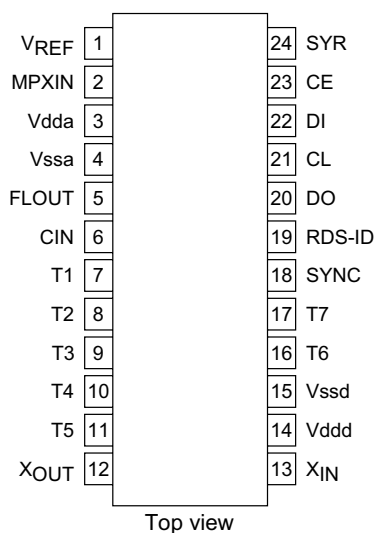 VREF 1 24 SYR
MPXIN 2 23 CE
Vdda 3 22 DI
Vssa 4 21 CL
FLOUT 5 20 DO
CIN 6 19 RDS-ID
T1 7 18 SYNC
T2 8 17 T7
T3 9 16 T6
T4 10 15 Vssd
T5 11 14 Vddd
XOUT 12 13 XIN
Top view